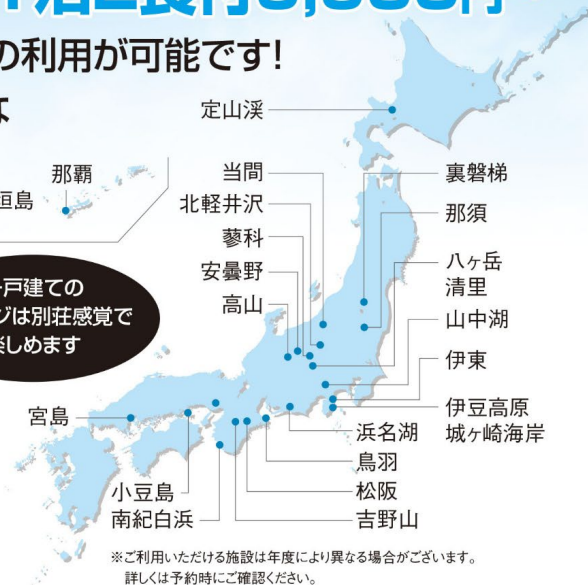 の利用が可能です!
定山渓
那覇
当間
裏磐梯
北軽井沢
那須
蓼科
八ヶ岳
清里
安曇野
高山
山中湖
戸建ての
は別荘感覚で
しめます
伊東
宮島
伊豆高原
城ヶ崎海岸
浜名湖
鳥羽
小豆島
松阪
南紀白浜
吉野山
※ご利用いただける施設は年度により異なる場合がございます。
詳しくは予約時にご確認ください。